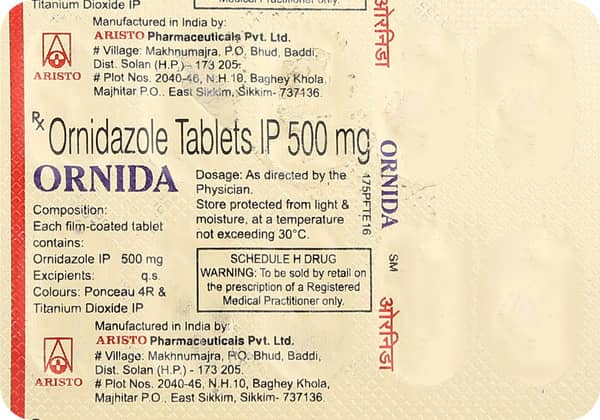 Titanium Dioxide IP
Medical Practitioner only.
Manufactured in India by:
ARISTO Pharmaceuticals Pvt. Ltd.
# Village: Makhnumajra, P.O. Bhud, Baddi,
Dist. Solan (H.P.) - 173 205.
# Plot Nos. 2040-46, N.H.10, Baghey Khola,
Majhitar P.O., East Sikkim, Sikkim- 737136.
ARISTO
ओरनिडा
Rx Ornidazole Tablets IP 500 mg
ORNIDA
Composition:
Each film-coated tablet
contains:
Ornidazole IP 500 mg
Excipients: q.s.
Colours: Ponceau 4R &
Titanium Dioxide IP
Dosage: As directed by the
Physician.
Store protected from light &
moisture, at a temperature
not exceeding 30°C.
SCHEDULE H DRUG
WARNING: To be sold by retail on
the prescription of a Registered
Medical Practitioner only.
ORNIDA
175PFTE16
SM
ओरनिडा
Manufactured in India by:
ARISTO Pharmaceuticals Pvt. Ltd.
# Village: Makhnumajra, P.O. Bhud, Baddi,
Dist. Solan (H.P.) - 173 205.
# Plot Nos. 2040-46, N.H.10, Baghey Khola,
Majhitar P.O., East Sikkim, Sikkim- 737136.
ARISTO